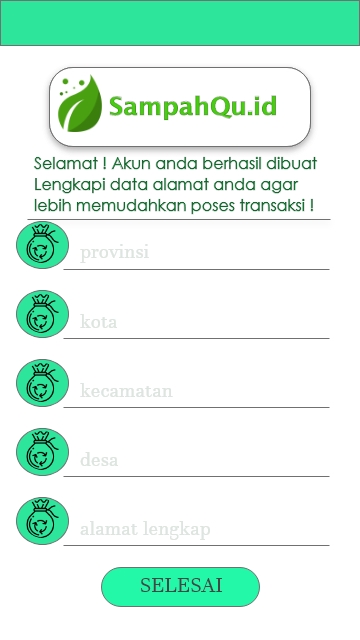 SampahQu.id
Selamat ! Akun anda berhasil dibuat
Lengkapi data alamat anda agar
lebih memudahkan poses transaksi !
provinsi
kota
kecamatan
desa
alamat lengkap
SELESAI